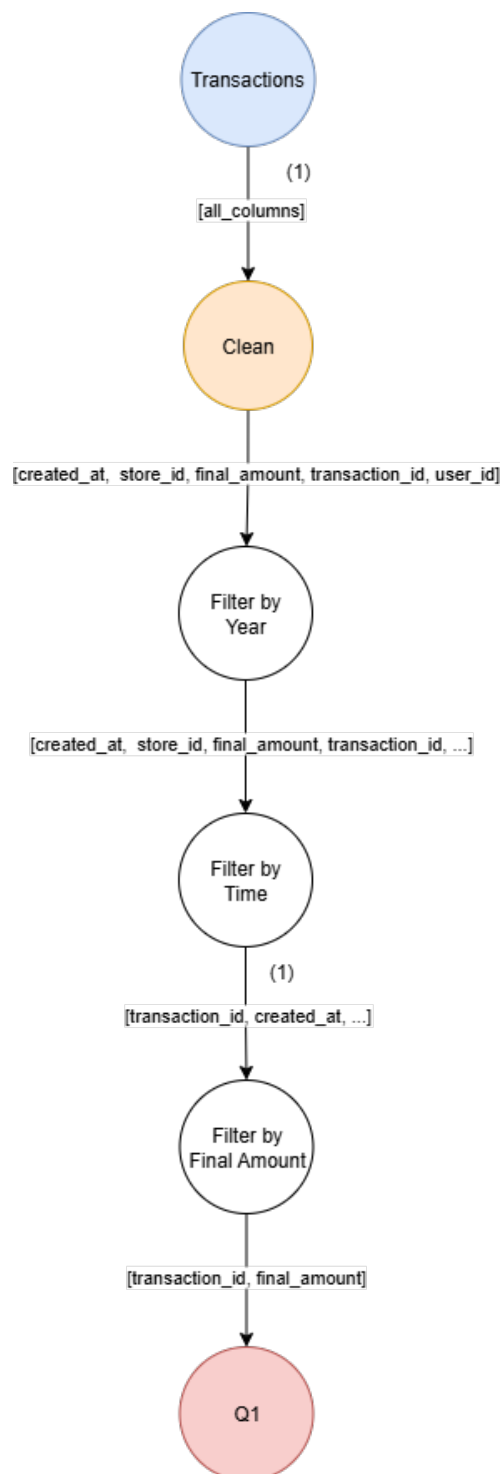 Transactions
(1)
[all_columns]
Clean
[created_at,  store_id, final_amount, transaction_id, user_id]
Filter by
Year
[created_at,  store_id, final_amount, transaction_id, ...]
Filter by
Time
(1)
[transaction_id, created_at, ...]
Filter by
Final Amount
[transaction_id, final_amount]
Q1